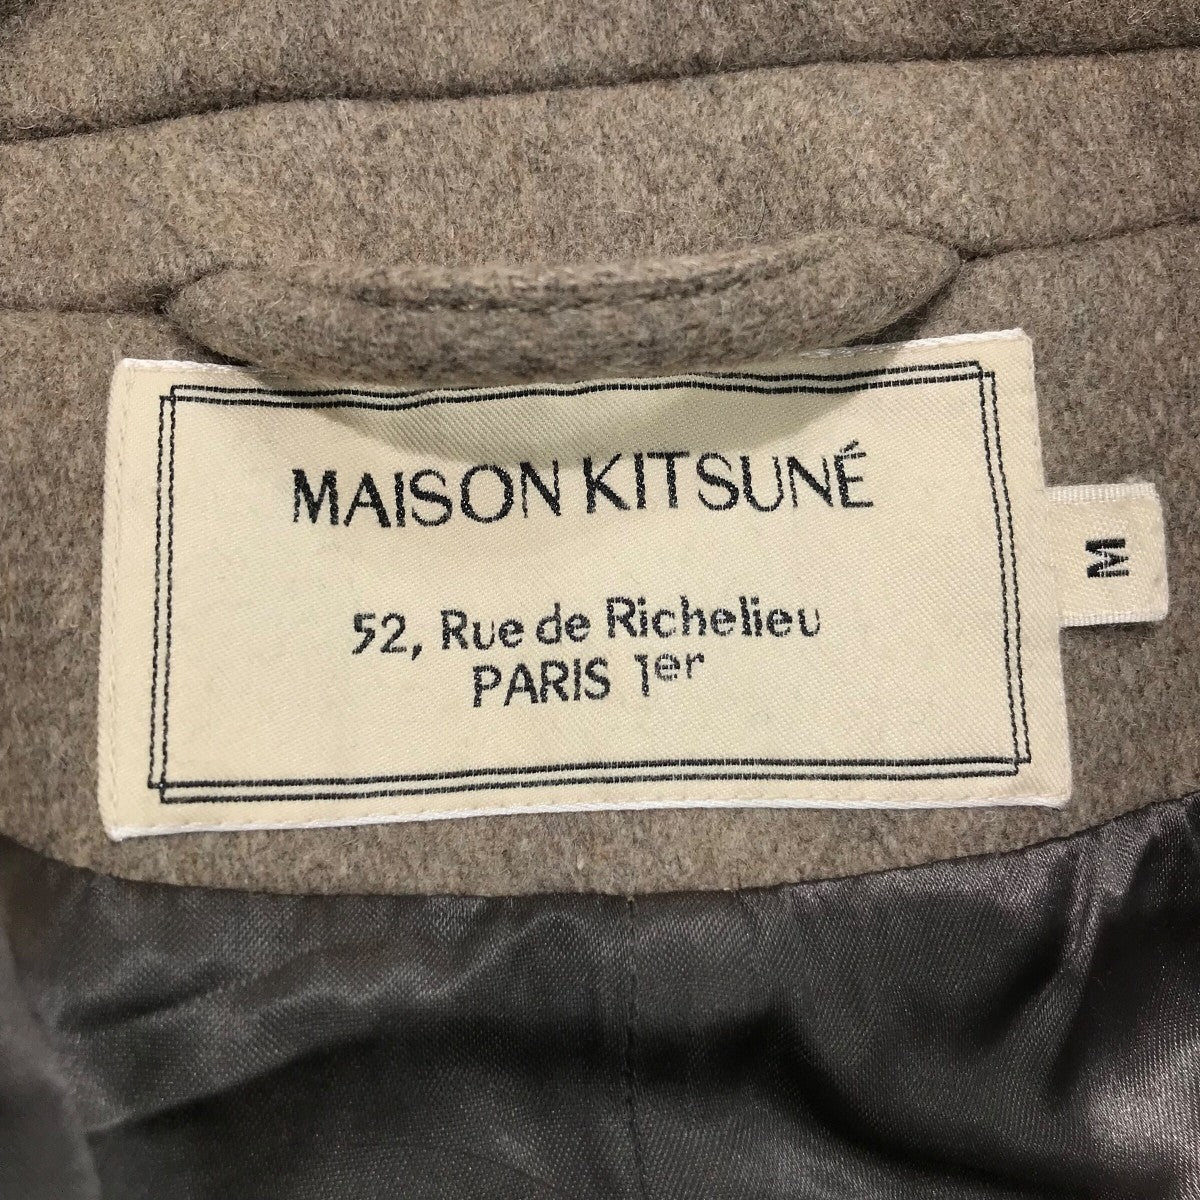 MAISON KITSUNÉ
52, Rue de Richelieu
PARIS 1er
M